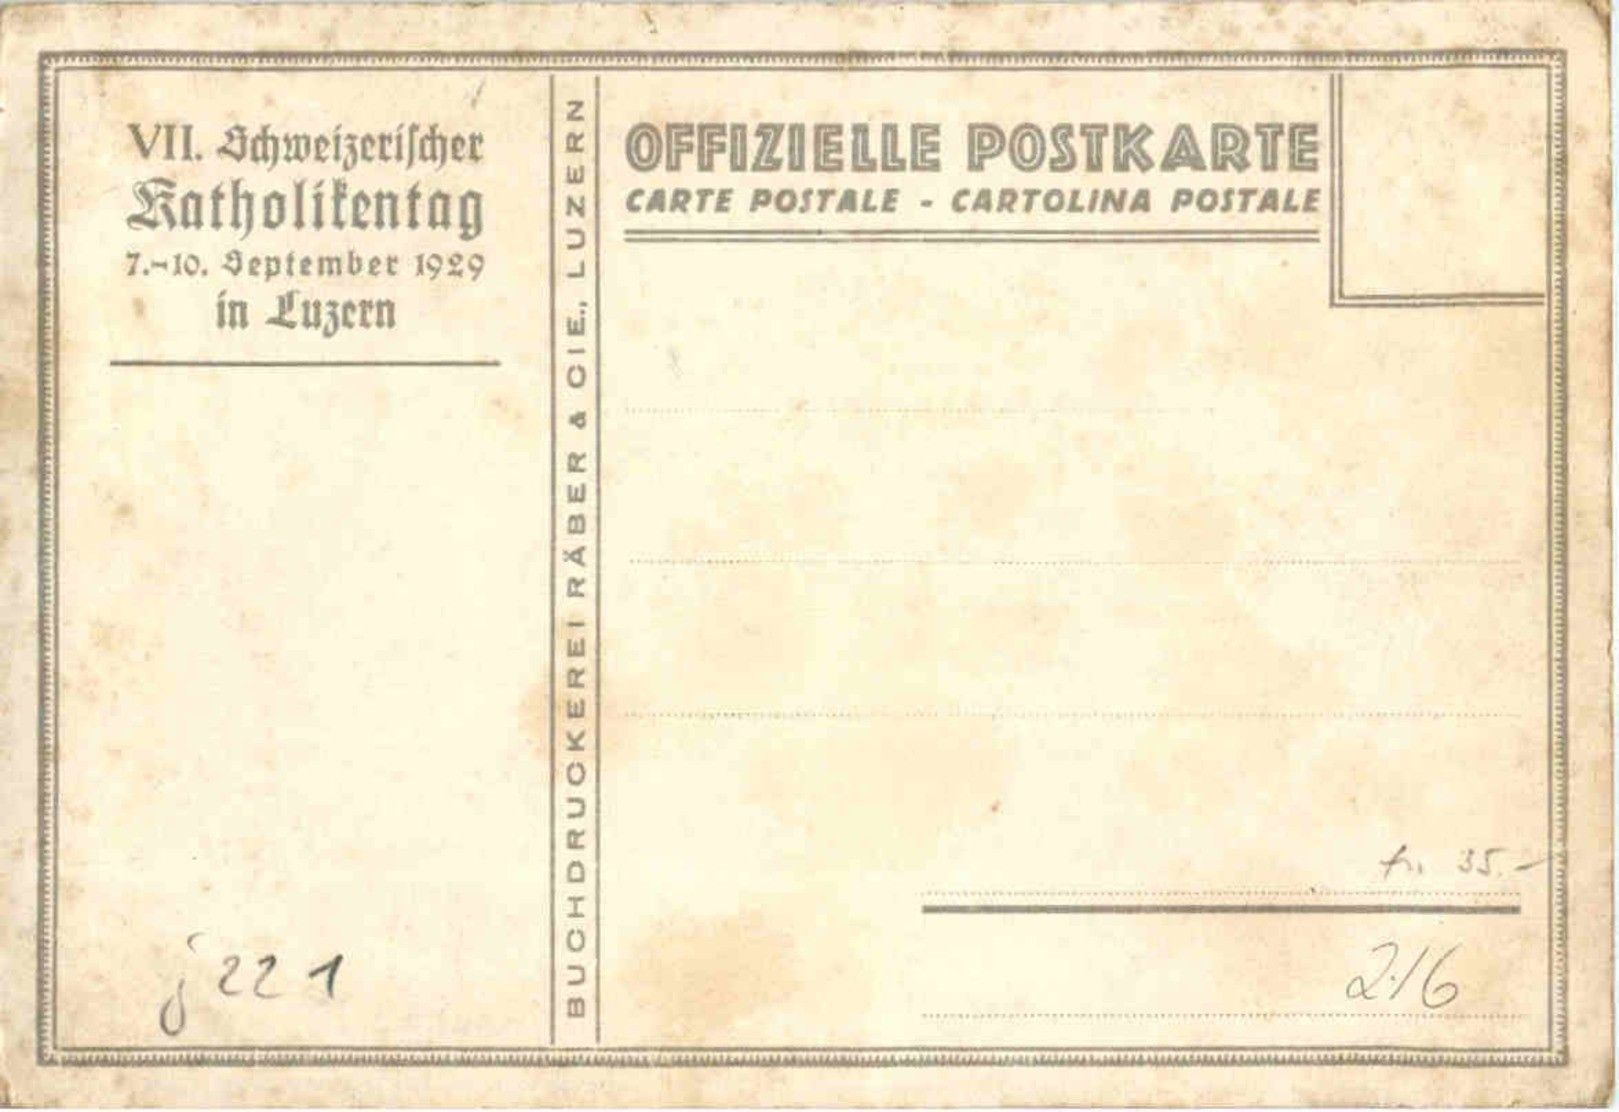 VII. Schweizerischer
Katholikentag
7.-10. September 1929
in Luzern
BUCHDRUCKEREI RÄBER & CIE., LUZERN
OFFIZIELLE POSTKARTE
CARTE POSTALE - CARTOLINA POSTALE
fr. 35.-
j 221
216